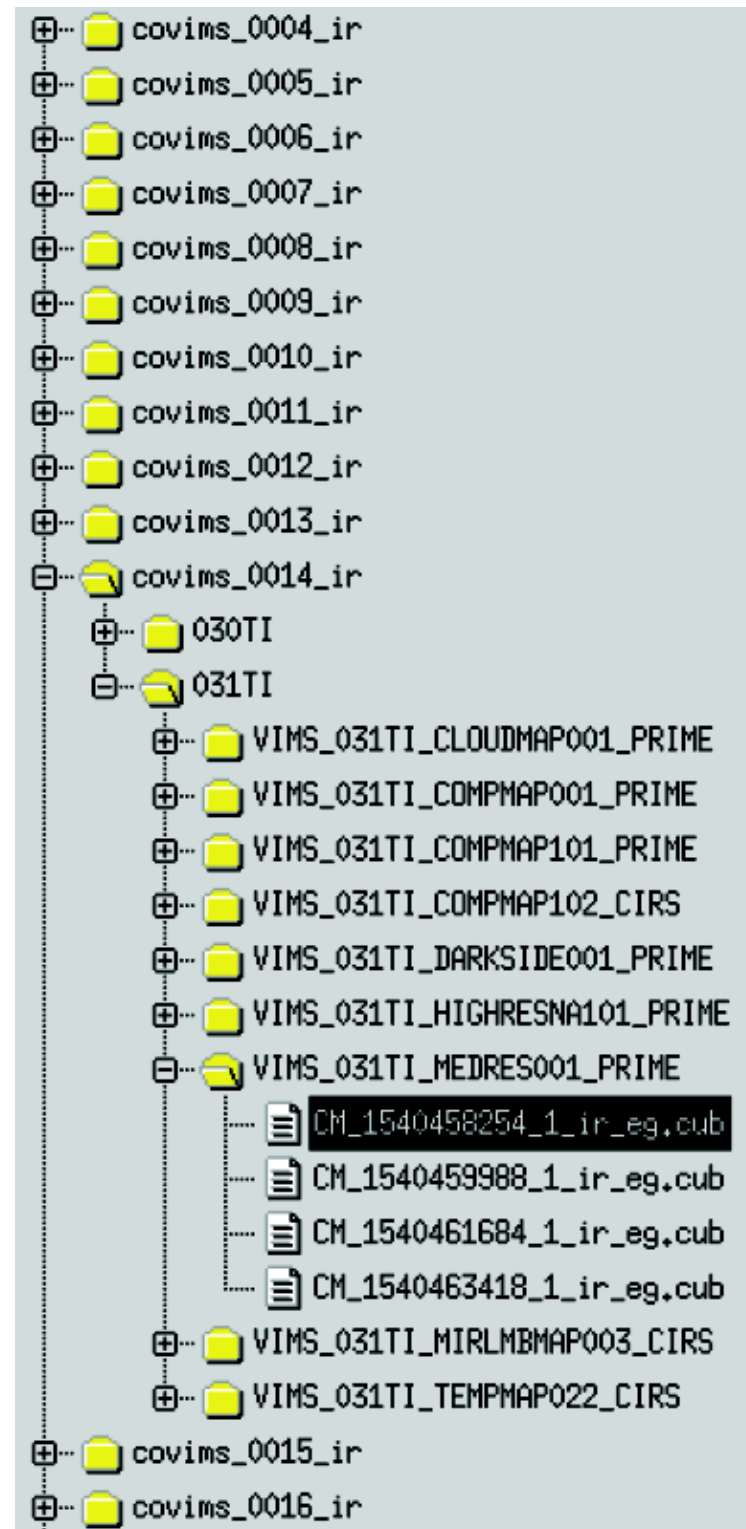 covims_0004_ir
covims_0005_ir
covims_0006_ir
covims_0007_ir
covims_0008_ir
covims_0009_ir
covims_0010_ir
covims_0011_ir
covims_0012_ir
covims_0013_ir
covims_0014_ir
030TI
031TI
VIMS_031TI_CLOUDMAP001_PRIME
VIMS_031TI_COMPMAP001_PRIME
VIMS_031TI_COMPMAP101_PRIME
VIMS_031TI_COMPMAP102_CIRS
VIMS_031TI_DARKSIDE001_PRIME
VIMS_031TI_HIGHRESNA101_PRIME
VIMS_031TI_MEDRES001_PRIME
CM_1540458254_1_ir_eg.cub
CM_1540459988_1_ir_eg.cub
CM_1540461684_1_ir_eg.cub
CM_1540463418_1_ir_eg.cub
VIMS_031TI_MIRLMBMAP003_CIRS
VIMS_031TI_TEMPMAP022_CIRS
covims_0015_ir
covims_0016_ir